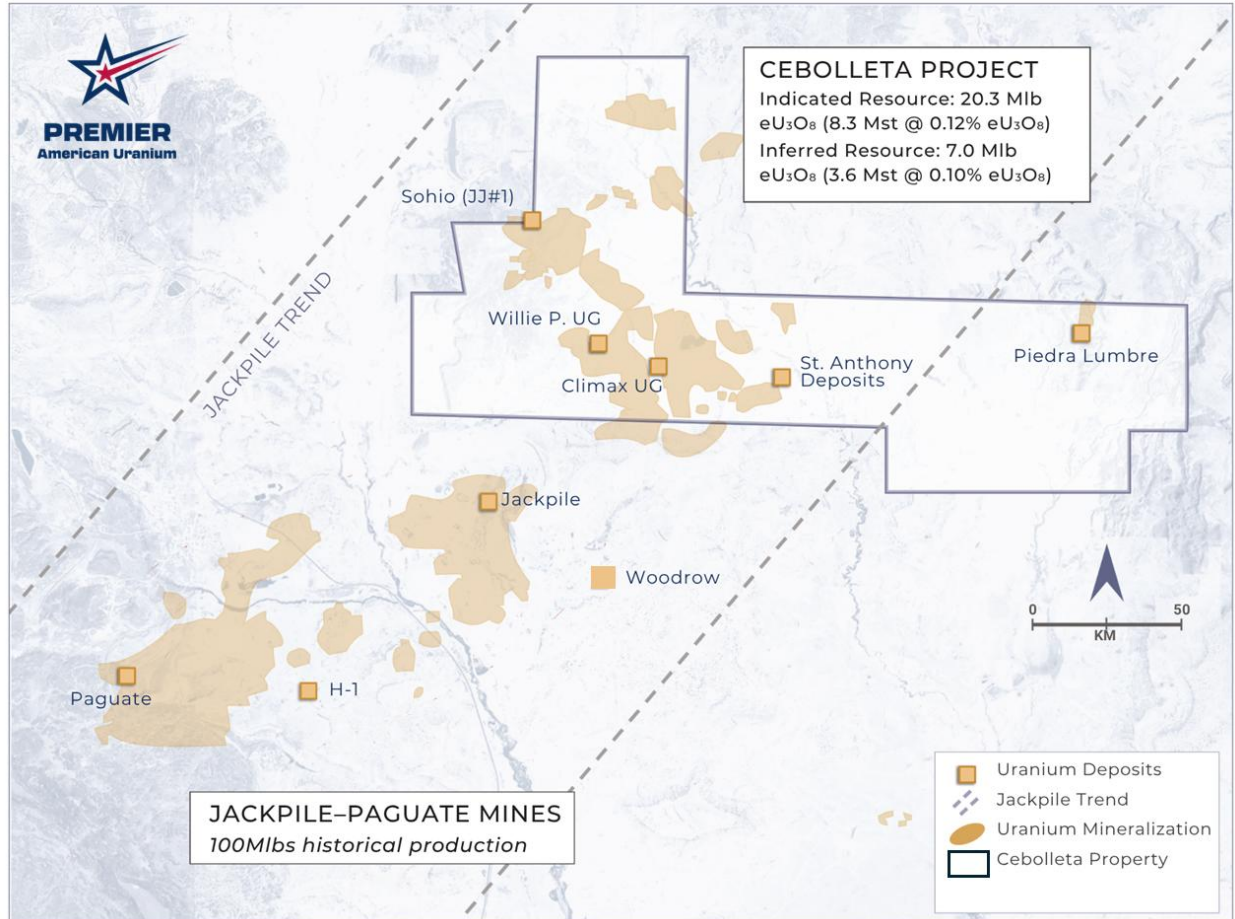 PREMIER
American Uranium
CEBOLLETA PROJECT
Indicated Resource: 20.3 Mlb
eU₃O₈ (8.3 Mst @ 0.12% eU₃O₈)
Inferred Resource: 7.0 Mlb
eU₃O₈ (3.6 Mst @ 0.10% eU₃O₈)
Sohio (JJ#1)
JACKPILE TREND
Willie P. UG
Climax UG
St. Anthony
Deposits
Piedra Lumbre
Jackpile
Woodrow
0 50
KM
Paguate
H-1
JACKPILE–PAGUATE MINES
100Mlbs historical production
Uranium Deposits
Jackpile Trend
Uranium Mineralization
Cebolleta Property